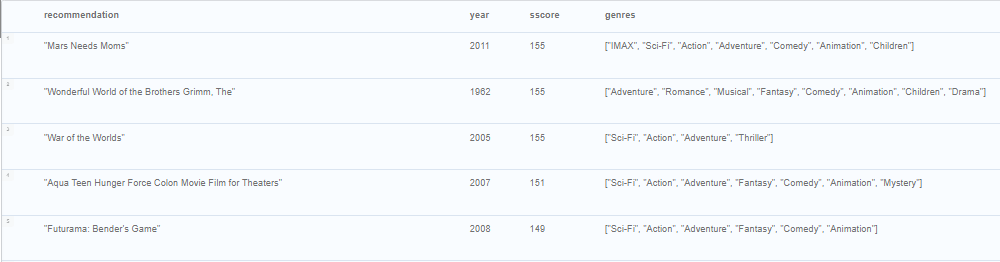 recommendation year sscore genres
1 "Mars Needs Moms" 2011 155 ["IMAX", "Sci-Fi", "Action", "Adventure", "Comedy", "Animation", "Children"]
2 "Wonderful World of the Brothers Grimm, The" 1962 155 ["Adventure", "Romance", "Musical", "Fantasy", "Comedy", "Animation", "Children", "Drama"]
3 "War of the Worlds" 2005 155 ["Sci-Fi", "Action", "Adventure", "Thriller"]
4 "Aqua Teen Hunger Force Colon Movie Film for Theaters" 2007 151 ["Sci-Fi", "Action", "Adventure", "Fantasy", "Comedy", "Animation", "Mystery"]
5 "Futurama: Bender's Game" 2008 149 ["Sci-Fi", "Action", "Adventure", "Fantasy", "Comedy", "Animation"]